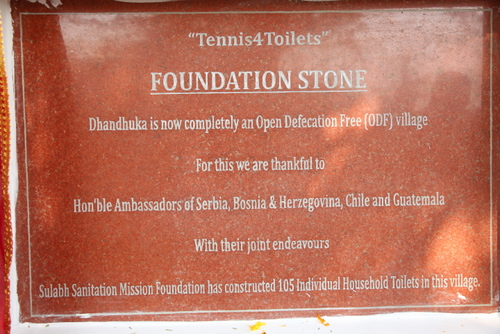 “Tennis4Toilets”
FOUNDATION STONE
Dhandhuka is now completely an Open Defecation Free (ODF) village
For this we are thankful to
Hon'ble Ambassadors of Serbia, Bosnia & Herzegovina, Chile and Guatemala
With their joint endeavours
Sulabh Sanitation Mission Foundation has constructed 105 Individual Household Toilets in this village.